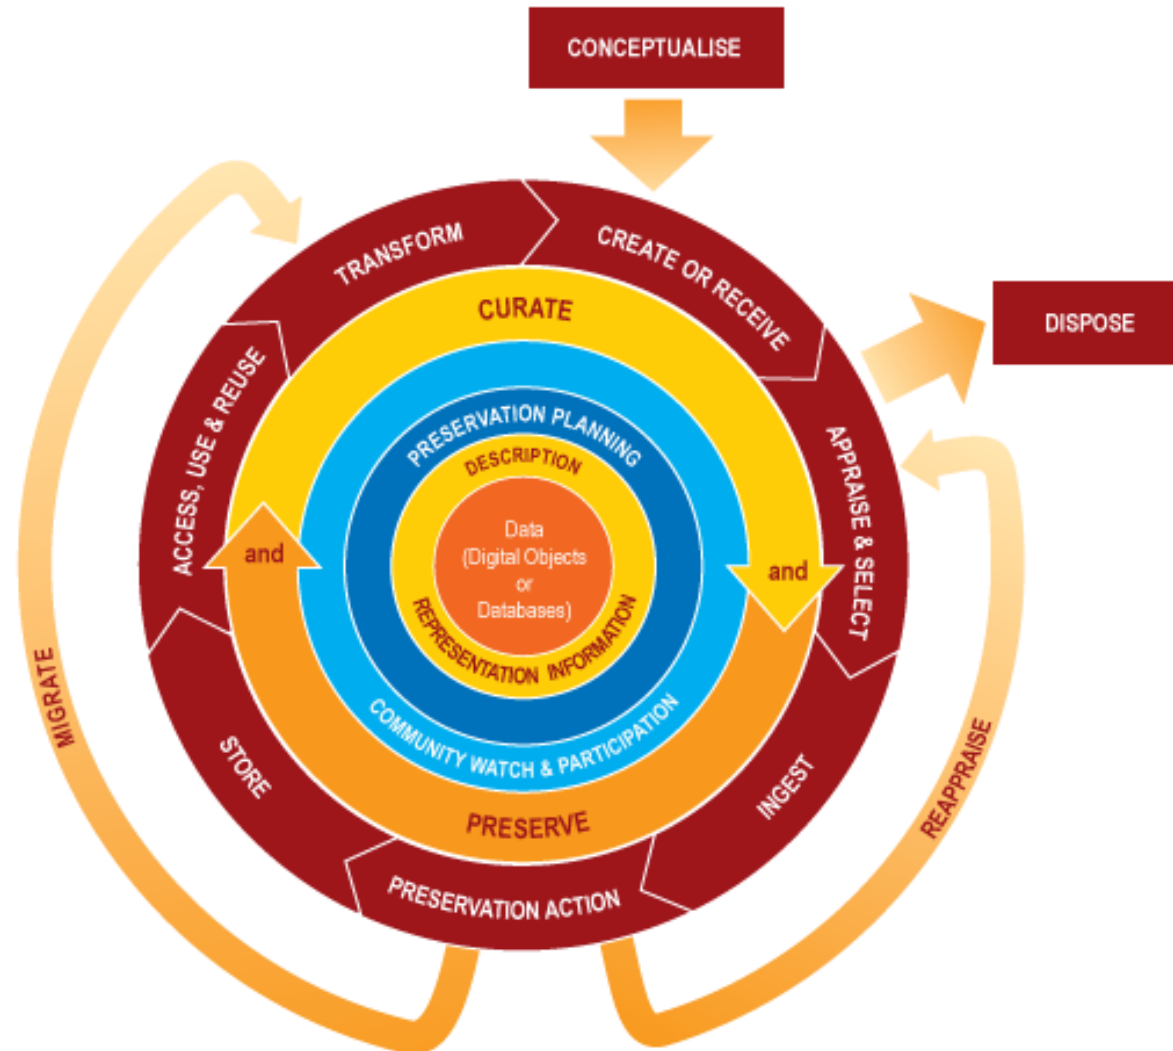 CONCEPTUALISE
TRANSFORM
CREATE OR RECEIVE
CURATE
DISPOSE
ACCESS, USE & REUSE
PRESERVATION PLANNING
DESCRIPTION
APPRAISE & SELECT
Data
(Digital Objects
or
Databases)
and
and
REPRESENTATION INFORMATION
MIGRATE
COMMUNITY WATCH & PARTICIPATION
STORE
INGEST
REAPPRAISE
PRESERVE
PRESERVATION ACTION